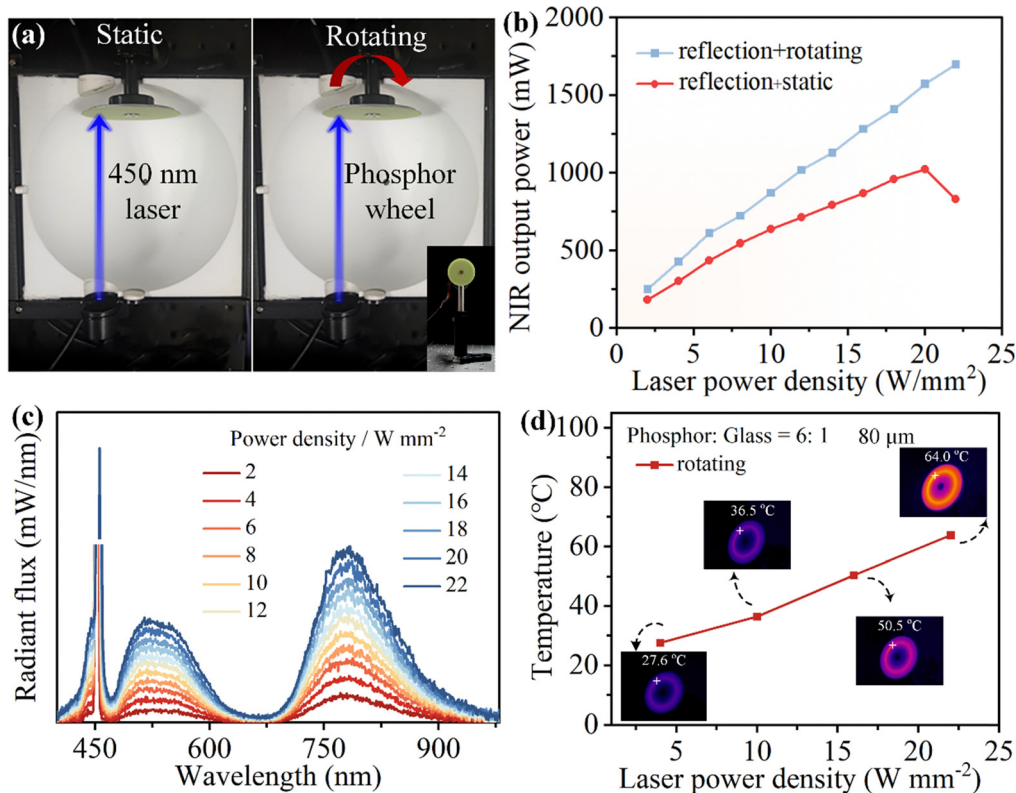 (a)
Static
Rotating
450 nm
laser
Phosphor
wheel
(b)
NIR output power (mW)
2000
1500
1000
500
0
reflection+rotating
reflection+static
0 5 10 15 20 25
Laser power density (W/mm²)
(c)
Radiant flux (mW/nm)
Power density / W mm⁻²
2
4
6
8
10
12
14
16
18
20
22
450 600 750 900
Wavelength (nm)
(d)
Temperature (℃)
100
80
60
40
20
0
Phosphor: Glass = 6: 1 80 μm
rotating
64.0 °C
36.5 °C
50.5 °C
27.6 °C
5 10 15 20 25
Laser power density (W mm⁻²)